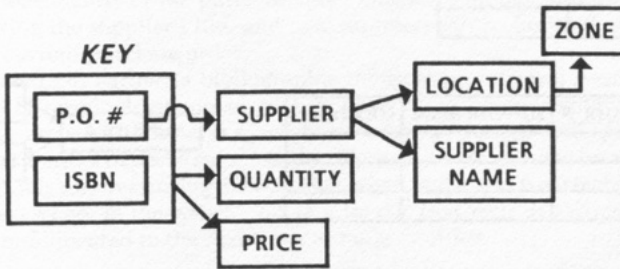 ZONE
KEY
P.O. #
SUPPLIER
LOCATION
ISBN
QUANTITY
SUPPLIER
NAME
PRICE